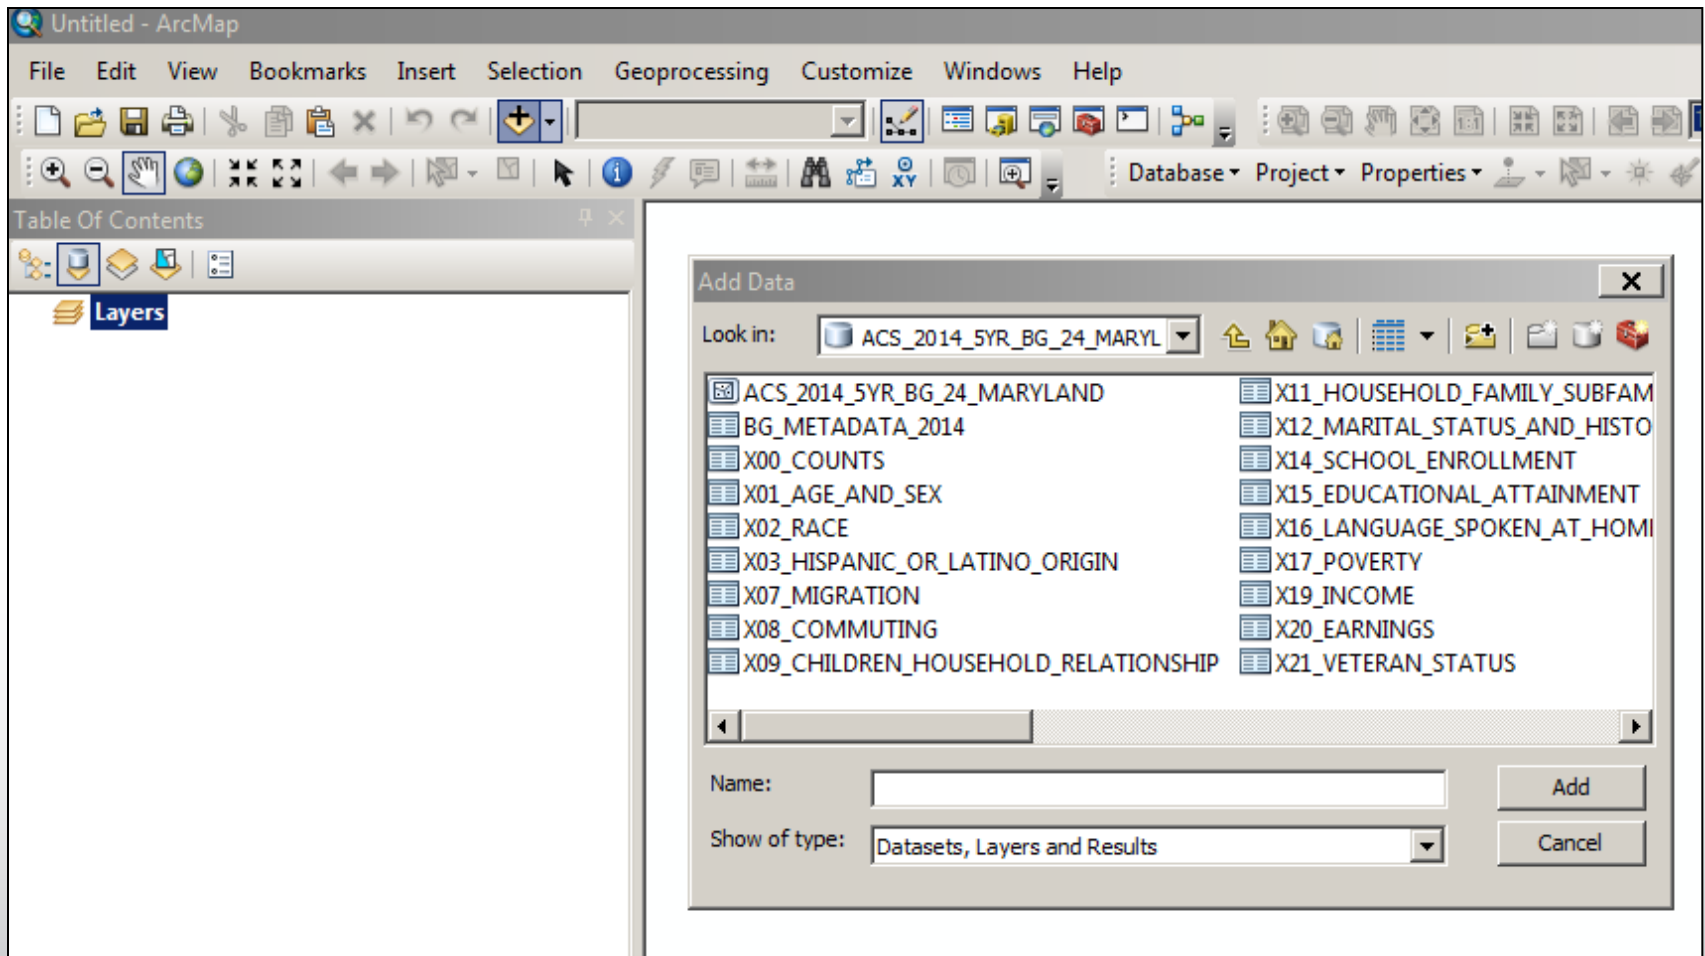 Untitled - ArcMap
File Edit View Bookmarks Insert Selection Geoprocessing Customize Windows Help
Database Project Properties
Table Of Contents
Layers
Add Data
Look in: ACS_2014_5YR_BG_24_MARYL
ACS_2014_5YR_BG_24_MARYLAND
BG_METADATA_2014
X00_COUNTS
X01_AGE_AND_SEX
X02_RACE
X03_HISPANIC_OR_LATINO_ORIGIN
X07_MIGRATION
X08_COMMUTING
X09_CHILDREN_HOUSEHOLD_RELATIONSHIP
X11_HOUSEHOLD_FAMILY_SUBFAM
X12_MARITAL_STATUS_AND_HISTO
X14_SCHOOL_ENROLLMENT
X15_EDUCATIONAL_ATTAINMENT
X16_LANGUAGE_SPOKEN_AT_HOM
X17_POVERTY
X19_INCOME
X20_EARNINGS
X21_VETERAN_STATUS
Name:
Add
Show of type: Datasets, Layers and Results
Cancel